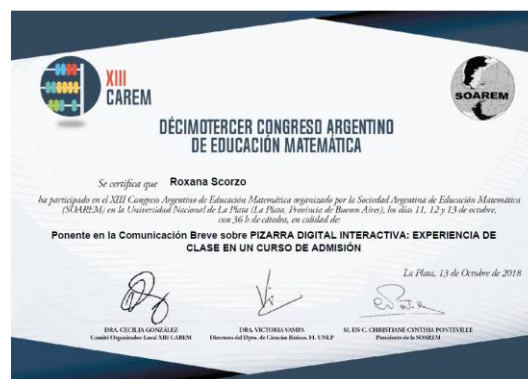 XIII
CAREM
SOAREM
DÉCIMOTERCER CONGRESO ARGENTINO
DE EDUCACIÓN MATEMÁTICA
Se certifica que Roxana Scorzo
ha participado en el XIII Congreso Argentino de Educación Matemática organizado por la Sociedad Argentina de Educación Matemática
(SOAREM) en la Universidad Nacional de La Plata (La Plata, Provincia de Buenos Aires), los días 11, 12 y 13 de octubre,
con 36 h de cátedra, en calidad de:
Ponente en la Comunicación Breve sobre PIZARRA DIGITAL INTERACTIVA: EXPERIENCIA DE
CLASE EN UN CURSO DE ADMISIÓN
La Plata, 13 de Octubre de 2018
DRA. CECILIA GONZÁLEZ
Comité Organizador Local XIII CAREM
DRA. VICTORIA VAMPA
Directora del Dpto. de Ciencias Básicas. FI. UNLP
M. EN C. CHRISTIANE CYNTHIA PONTEVILLE
Presidenta de la SOAREM